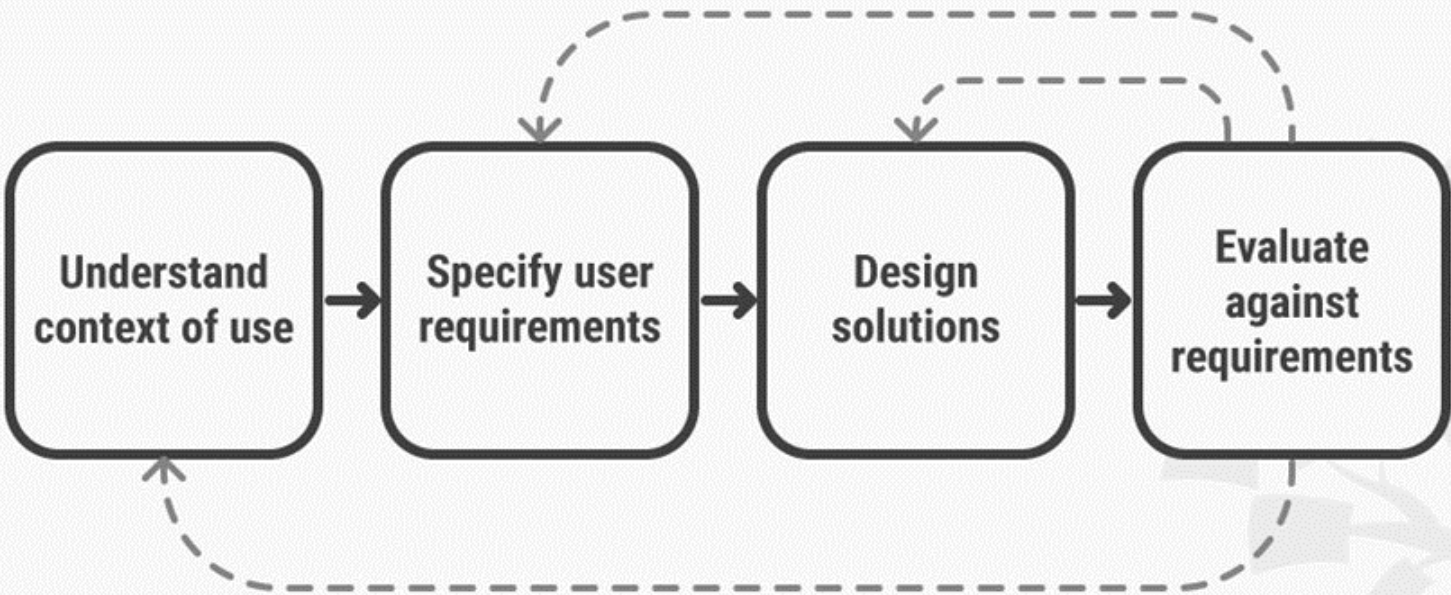 Understand
context of use
Specify user
requirements
Design
solutions
Evaluate
against
requirements